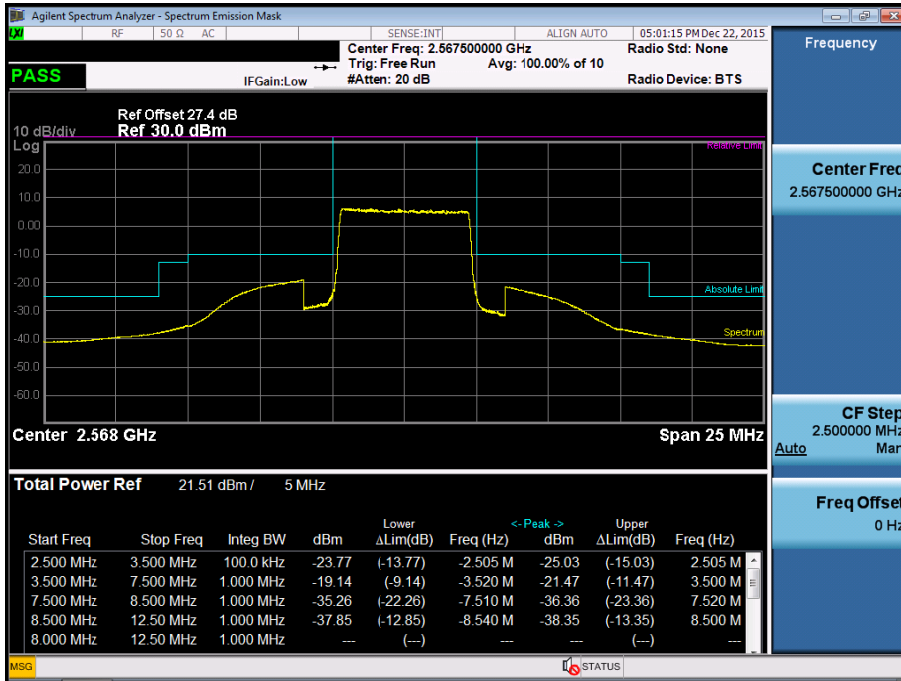 Agilent Spectrum Analyzer - Spectrum Emission Mask
LXI RF 50 Ω AC SENSE:INT ALIGN AUTO 05:01:15 PM Dec 22, 2015
Center Freq: 2.567500000 GHz Radio Std: None
Trig: Free Run Avg: 100.00% of 10
PASS IFGain:Low #Atten: 20 dB Radio Device: BTS
Ref Offset 27.4 dB
10 dB/div Ref 30.0 dBm
Log
Relative Limit
20.0
10.0
0.00
-10.0
-20.0
Absolute Limit
-30.0
Spectrum
-40.0
-50.0
-60.0
Center 2.568 GHz Span 25 MHz
Total Power Ref 21.51 dBm / 5 MHz
Lower <- Peak -> Upper
Start Freq Stop Freq Integ BW dBm ΔLim(dB) Freq (Hz) dBm ΔLim(dB) Freq (Hz)
2.500 MHz 3.500 MHz 100.0 kHz -23.77 (-13.77) -2.505 M -25.03 (-15.03) 2.505 M
3.500 MHz 7.500 MHz 1.000 MHz -19.14 (-9.14) -3.520 M -21.47 (-11.47) 3.500 M
7.500 MHz 8.500 MHz 1.000 MHz -35.26 (-22.26) -7.510 M -36.36 (-23.36) 7.520 M
8.500 MHz 12.50 MHz 1.000 MHz -37.85 (-12.85) -8.540 M -38.35 (-13.35) 8.500 M
8.000 MHz 12.50 MHz 1.000 MHz --- (---) --- --- (---) ---
MSG STATUS
Frequency
Center Freq
2.567500000 GHz
CF Step
2.500000 MHz
Auto Man
Freq Offset
0 Hz